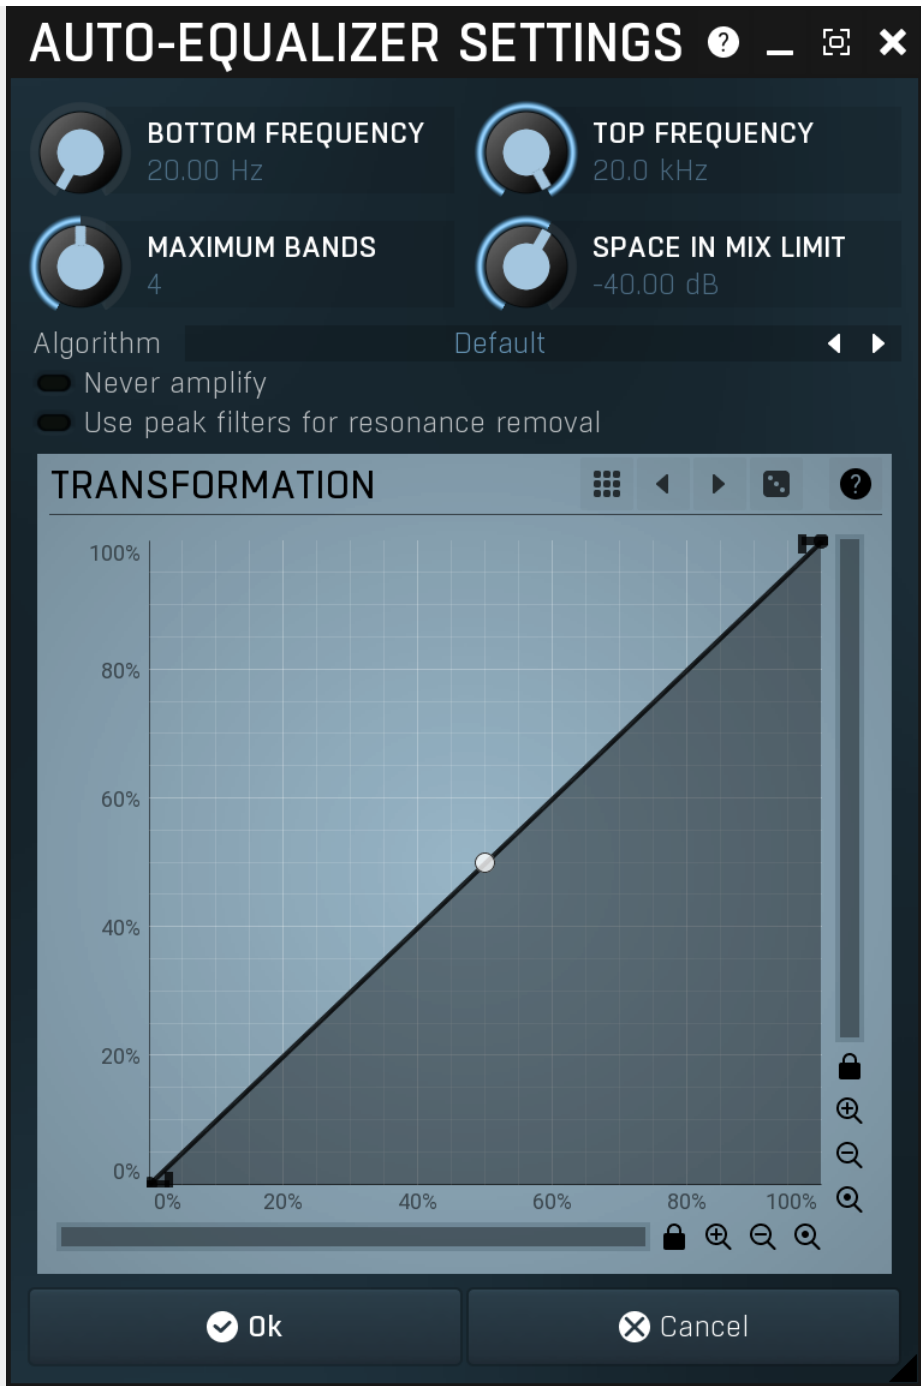 AUTO-EQUALIZER SETTINGS ?
BOTTOM FREQUENCY
20.00 Hz
TOP FREQUENCY
20.0 kHz
MAXIMUM BANDS
4
SPACE IN MIX LIMIT
-40.00 dB
Algorithm Default
Never amplify
Use peak filters for resonance removal
TRANSFORMATION ?
100%
80%
60%
40%
20%
0%
0% 20% 40% 60% 80% 100%
Ok Cancel